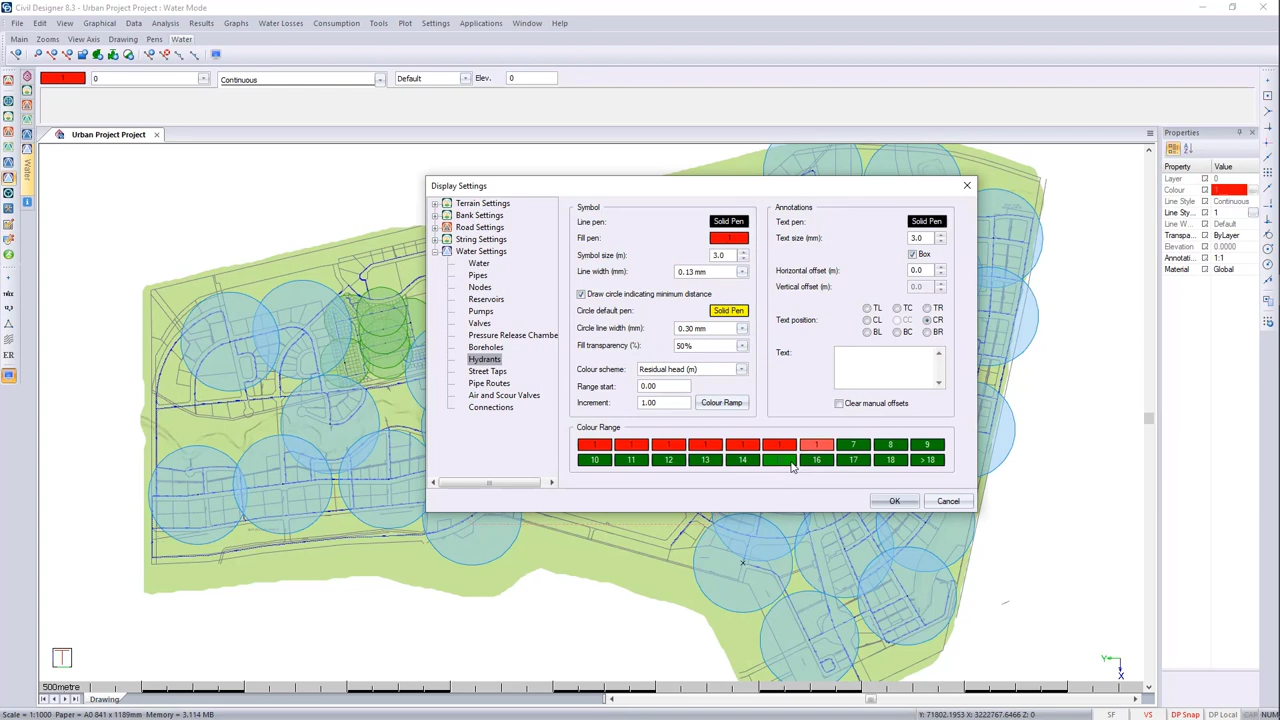 Civil Designer 8.3 - Urban Project Project : Water Mode
File Edit View Graphical Data Analysis Results Graphs Water Losses Consumption Tools Plot Settings Applications Window Help
Main Zooms View Axis Drawing Pens Water
1 0 Continuous Default Elev. 0
Urban Project Project
Water
ER
Display Settings
Terrain Settings
Bank Settings
Road Settings
String Settings
Water Settings
Water
Pipes
Nodes
Reservoirs
Pumps
Valves
Pressure Release Chambe
Boreholes
Hydrants
Street Taps
Pipe Routes
Air and Scour Valves
Connections
Symbol
Line pen: Solid Pen
Fill pen: 1
Symbol size (m): 3.0
Line width (mm): 0.13 mm
Draw circle indicating minimum distance
Circle default pen: Solid Pen
Circle line width (mm): 0.30 mm
Fill transparency (%): 50%
Colour scheme: Residual head (m)
Range start: 0.00
Increment: 1.00 Colour Ramp
Annotations
Text pen: Solid Pen
Text size (mm): 3.0
Box
Horizontal offset (m): 0.0
Vertical offset (m): 0.0
TL TC TR
Text position: CL CC CR
BL BC BR
Text:
Clear manual offsets
Colour Range
1 1 1 1 1 1 1 7 8 9
10 11 12 13 14 16 17 18 > 18
OK Cancel
Properties
Property Value
Layer 0
Colour 1
Line Style Continuous
Line Sty... 1
Line W... Default
Transpa... ByLayer
Elevation 0.0000
Annotati... 1:1
Material Global
T
Y
X
500metre
Drawing
Scale = 1:1000 Paper = A0 841 x 1189mm Memory = 3.114 MB Y: 71802.1953 X: 3222767.6466 Z: 0 SF VS DP Snap DP Local CAP NUM